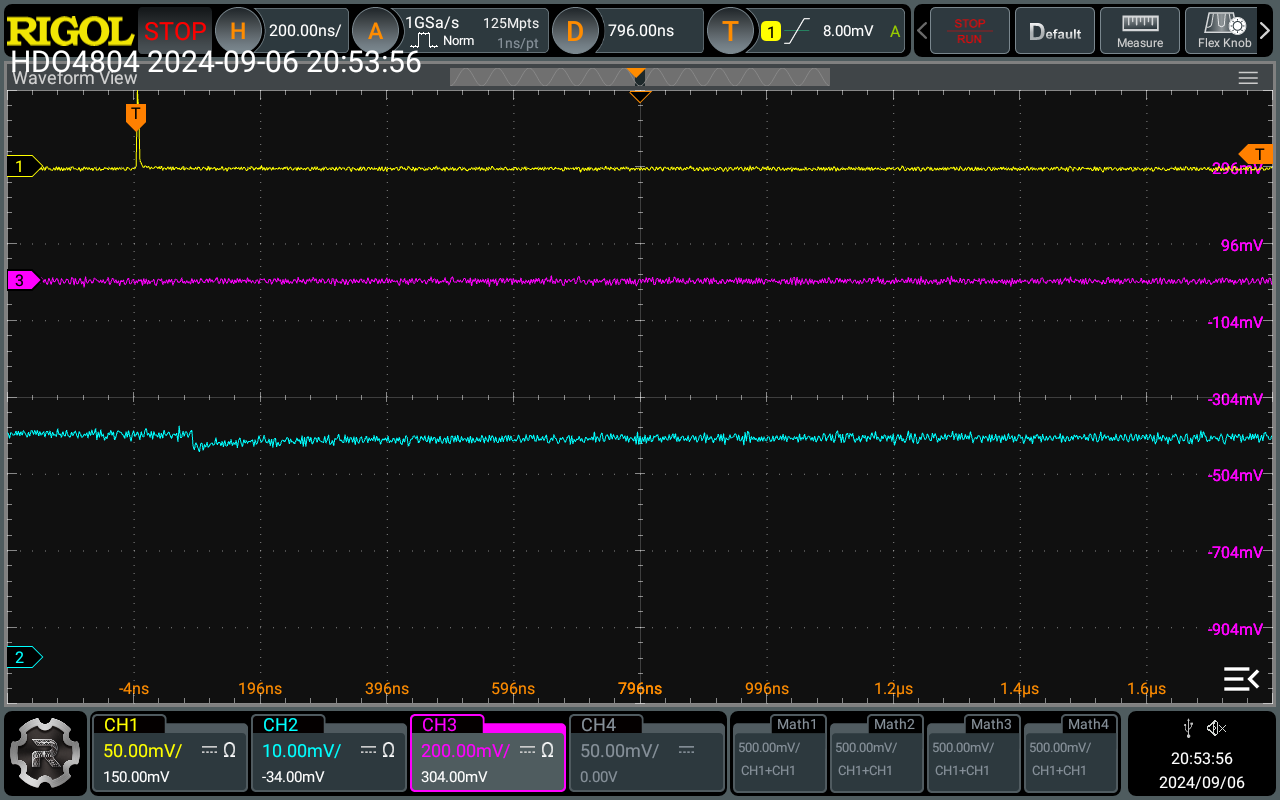 RIGOL STOP H 200.00ns/ A 1GSa/s Norm 125Mpts 1ns/pt D 796.00ns T 1 8.00mV A STOP RUN Default Measure Flex Knob
HDO4804 2024-09-06 20:53:56
Waveform View
T
1
T
296mV
96mV
3
-104mV
-304mV
-504mV
-704mV
-904mV
2
-4ns 196ns 396ns 596ns 796ns 996ns 1.2µs 1.4µs 1.6µs
CH1 CH2 CH3 CH4 Math1 Math2 Math3 Math4
50.00mV/ Ω 10.00mV/ Ω 200.00mV/ Ω 50.00mV/ 500.00mV/ 500.00mV/ 500.00mV/ 500.00mV/
150.00mV -34.00mV 304.00mV 0.00V CH1+CH1 CH1+CH1 CH1+CH1 CH1+CH1
R
20:53:56
2024/09/06